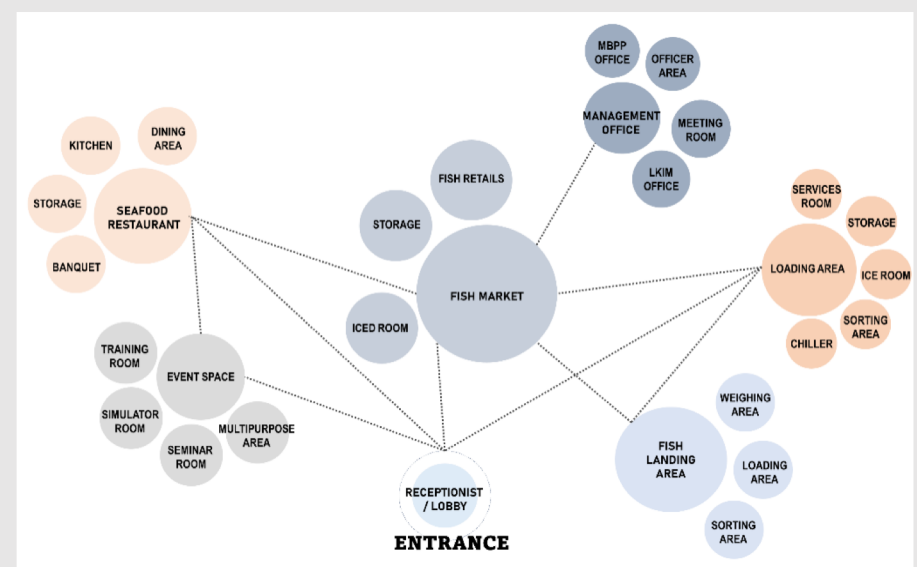 MBPP
OFFICE
OFFICER
AREA
MANAGEMENT
OFFICE
MEETING
ROOM
LKIM
OFFICE
KITCHEN
DINING
AREA
STORAGE
SEAFOOD
RESTAURANT
BANQUET
FISH RETAILS
STORAGE
FISH MARKET
ICED ROOM
SERVICES
ROOM
STORAGE
LOADING AREA
ICE ROOM
SORTING
AREA
CHILLER
TRAINING
ROOM
EVENT SPACE
SIMULATOR
ROOM
MULTIPURPOSE
AREA
SEMINAR
ROOM
WEIGHING
AREA
FISH
LANDING
AREA
LOADING
AREA
SORTING
AREA
RECEPTIONIST
/ LOBBY
ENTRANCE